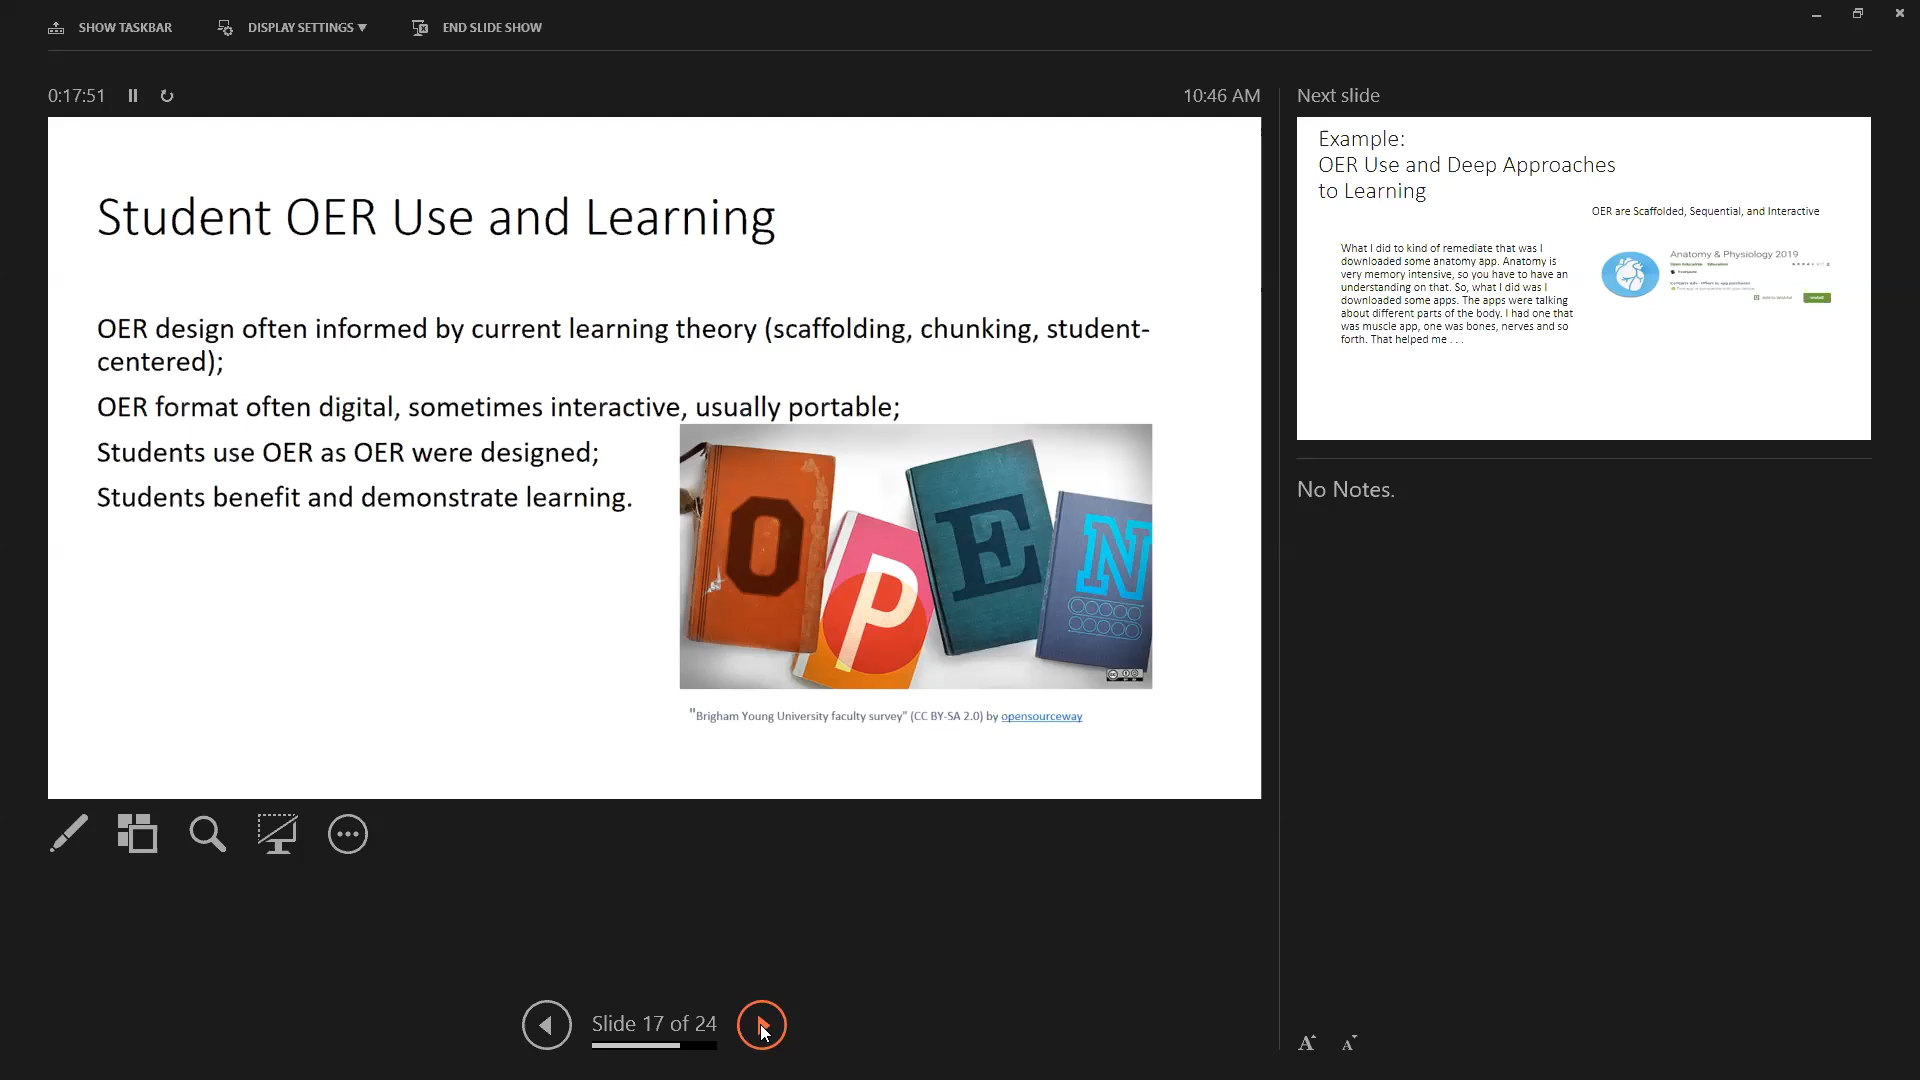 SHOW TASKBAR
DISPLAY SETTINGS ▼
END SLIDE SHOW
0:17:51
10:46 AM
Next slide
Student OER Use and Learning
OER design often informed by current learning theory (scaffolding, chunking, student-
centered);
OER format often digital, sometimes interactive, usually portable;
Students use OER as OER were designed;
Students benefit and demonstrate learning.
O
P
E
N
"Brigham Young University faculty survey" (CC BY-SA 2.0) by opensourceway
Example:
OER Use and Deep Approaches
to Learning
OER are Scaffolded, Sequential, and Interactive
What I did to kind of remediate that was I
downloaded some anatomy app. Anatomy is
very memory intensive, so you have to have an
understanding on that. So, what I did was I
downloaded some apps. The apps were talking
about different parts of the body. I had one that
was muscle app, one was bones, nerves and so
forth. That helped me . . .
Anatomy & Physiology 2019
No Notes.
Slide 17 of 24
A
A